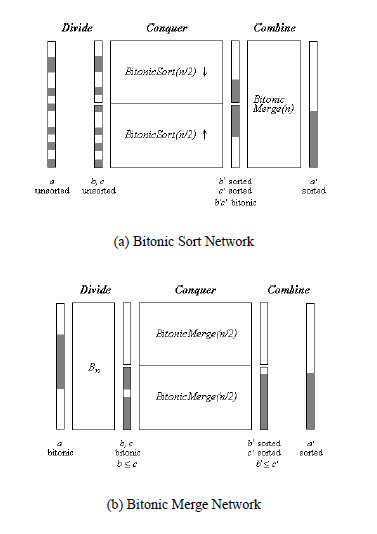 Divide Conquer Combine
BitonicSort(n/2) ↓
BitonicSort(n/2) ↑
Bitonic
Merge(n)
a
unsorted
b, c
unsorted
b' sorted
c' sorted
b'c' bitonic
a'
sorted
(a) Bitonic Sort Network
Divide Conquer Combine
Bn
BitonicMerge(n/2)
BitonicMerge(n/2)
a
bitonic
b, c
bitonic
b ≤ c
b' sorted
c' sorted
b' ≤ c'
a'
sorted
(b) Bitonic Merge Network